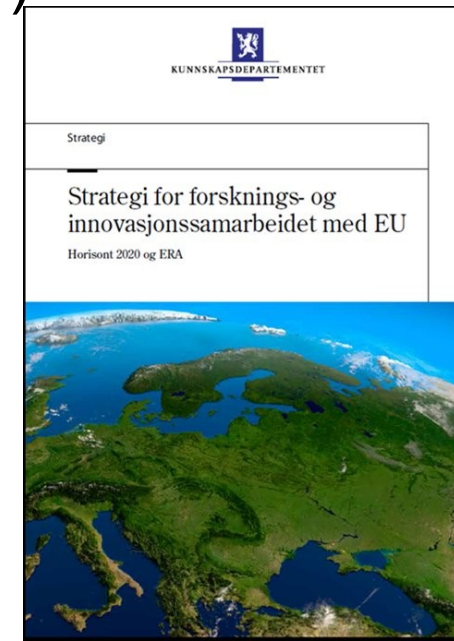 KUNNSKAPSDEPARTEMENTET
Strategi
Strategi for forsknings- og
innovasjonssamarbeidet med EU
Horisont 2020 og ERA